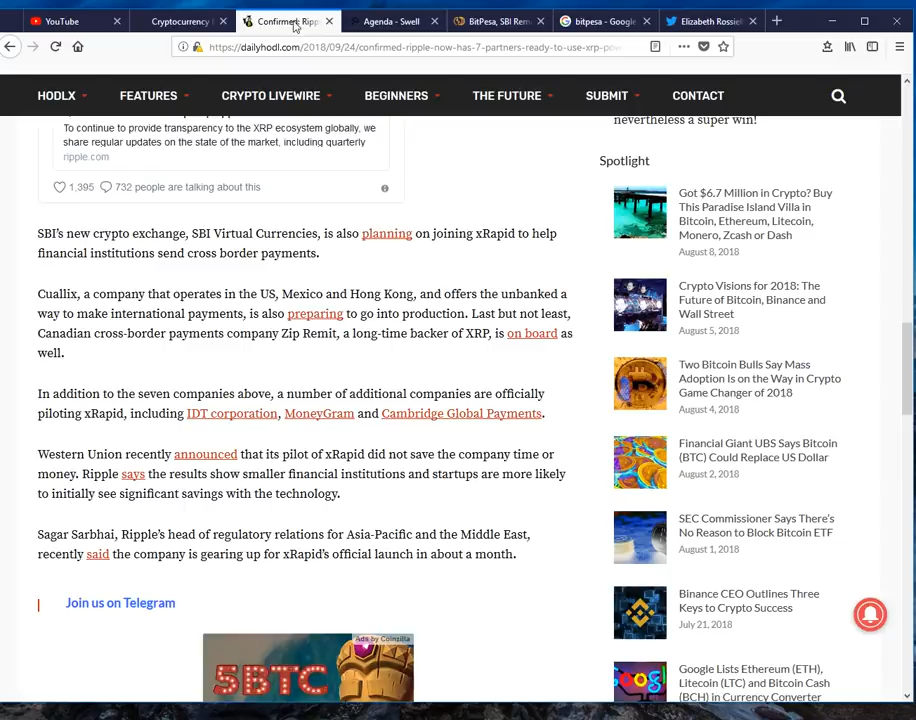 YouTube
Cryptocurrency
Confirmed: Ripp
Agenda - Swell
BitPesa, SBI Rem
bitpesa - Google
Elizabeth Rossiel
https://dailyhodl.com/2018/09/24/confirmed-ripple-now-has-7-partners-ready-to-use-xrp-pow
HODLX
FEATURES
CRYPTO LIVEWIRE
BEGINNERS
THE FUTURE
SUBMIT
CONTACT
To continue to provide transparency to the XRP ecosystem globally, we
share regular updates on the state of the market, including quarterly
ripple.com
1,395 732 people are talking about this
SBI's new crypto exchange, SBI Virtual Currencies, is also planning on joining xRapid to help
financial institutions send cross border payments.
Cuallix, a company that operates in the US, Mexico and Hong Kong, and offers the unbanked a
way to make international payments, is also preparing to go into production. Last but not least,
Canadian cross-border payments company Zip Remit, a long-time backer of XRP, is on board as
well.
In addition to the seven companies above, a number of additional companies are officially
piloting xRapid, including IDT corporation, MoneyGram and Cambridge Global Payments.
Western Union recently announced that its pilot of xRapid did not save the company time or
money. Ripple says the results show smaller financial institutions and startups are more likely
to initially see significant savings with the technology.
Sagar Sarbhai, Ripple's head of regulatory relations for Asia-Pacific and the Middle East,
recently said the company is gearing up for xRapid's official launch in about a month.
Join us on Telegram
Ads by Coinzilla
5BTC
nevertheless a super win!
Spotlight
Got $6.7 Million in Crypto? Buy
This Paradise Island Villa in
Bitcoin, Ethereum, Litecoin,
Monero, Zcash or Dash
August 8, 2018
Crypto Visions for 2018: The
Future of Bitcoin, Binance and
Wall Street
August 5, 2018
Two Bitcoin Bulls Say Mass
Adoption Is on the Way in Crypto
Game Changer of 2018
August 4, 2018
Financial Giant UBS Says Bitcoin
(BTC) Could Replace US Dollar
August 2, 2018
SEC Commissioner Says There's
No Reason to Block Bitcoin ETF
August 1, 2018
Binance CEO Outlines Three
Keys to Crypto Success
July 21, 2018
Google Lists Ethereum (ETH),
Litecoin (LTC) and Bitcoin Cash
(BCH) in Currency Converter